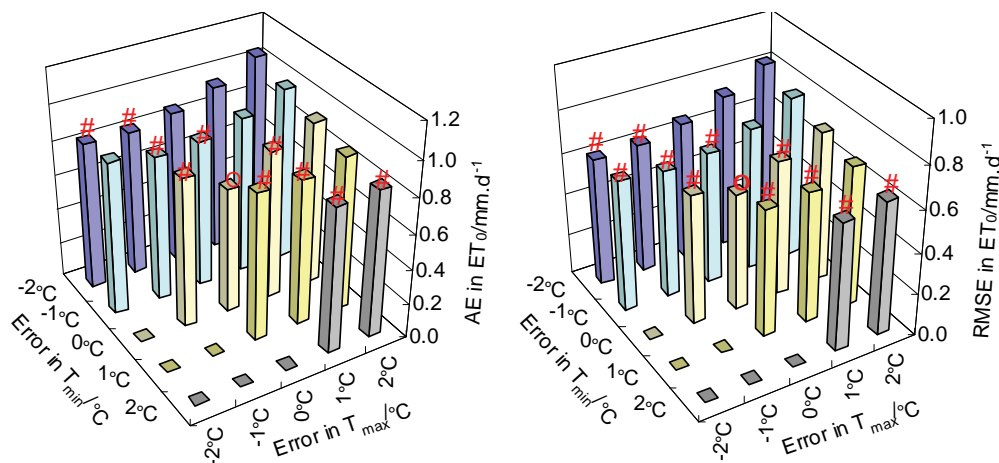 # # # # # # # # # # #
O
1.2
1.0
0.8
0.6
0.4
0.2
0.0
AE in ET₀/mm.d⁻¹
-2°C
-1°C
0°C
1°C
2°C
Error in Tmin/°C
-2°C
-1°C
0°C
1°C
2°C
Error in Tmax/°C
# # # # # # # # # # # #
O
1.0
0.8
0.6
0.4
0.2
0.0
RMSE in ET₀/mm.d⁻¹
-2°C
-1°C
0°C
1°C
2°C
Error in Tmin/°C
-2°C
-1°C
0°C
1°C
2°C
Error in Tmax/°C